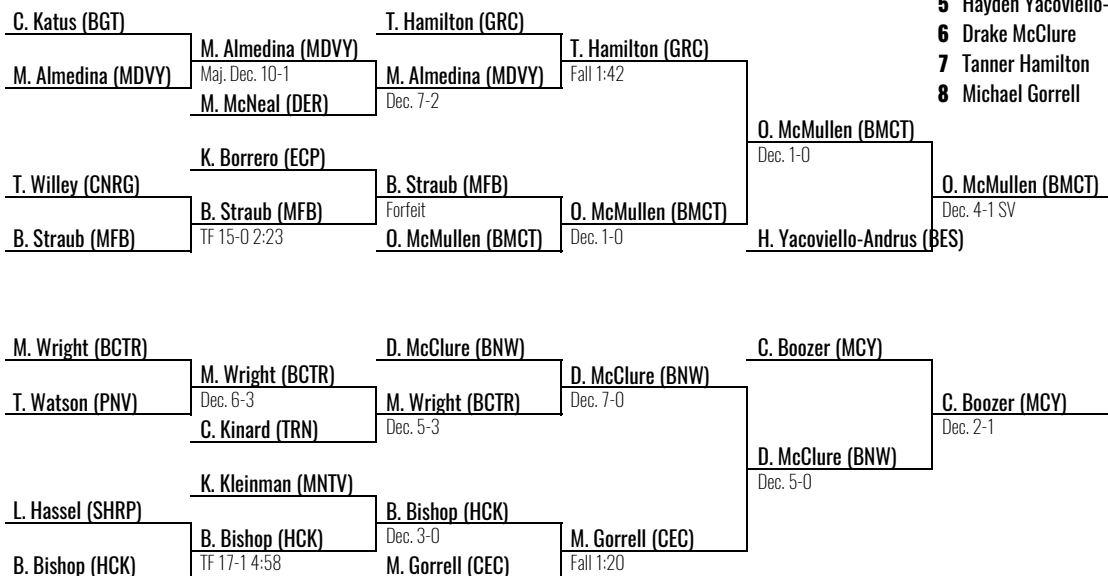 5 Hayden Yacoviello-
6 Drake McClure
7 Tanner Hamilton
8 Michael Gorrell
C. Katus (BGT)
M. Almedina (MDVY)
T. Willey (CNRG)
B. Straub (MFB)
M. Almedina (MDVY)
Maj. Dec. 10-1
M. McNeal (DER)
K. Borrero (ECP)
B. Straub (MFB)
TF 15-0 2:23
T. Hamilton (GRC)
M. Almedina (MDVY)
Dec. 7-2
B. Straub (MFB)
Forfeit
O. McMullen (BMCT)
T. Hamilton (GRC)
Fall 1:42
O. McMullen (BMCT)
Dec. 1-0
O. McMullen (BMCT)
Dec. 1-0
H. Yacoviello-Andrus (BES)
O. McMullen (BMCT)
Dec. 4-1 SV
M. Wright (BCTR)
T. Watson (PNV)
L. Hassel (SHRP)
B. Bishop (HCK)
M. Wright (BCTR)
Dec. 6-3
C. Kinard (TRN)
K. Kleinman (MNTV)
B. Bishop (HCK)
TF 17-1 4:58
D. McClure (BNW)
M. Wright (BCTR)
Dec. 5-3
B. Bishop (HCK)
Dec. 3-0
M. Gorrell (CEC)
D. McClure (BNW)
Dec. 7-0
M. Gorrell (CEC)
Fall 1:20
C. Boozer (MCY)
D. McClure (BNW)
Dec. 5-0
C. Boozer (MCY)
Dec. 2-1